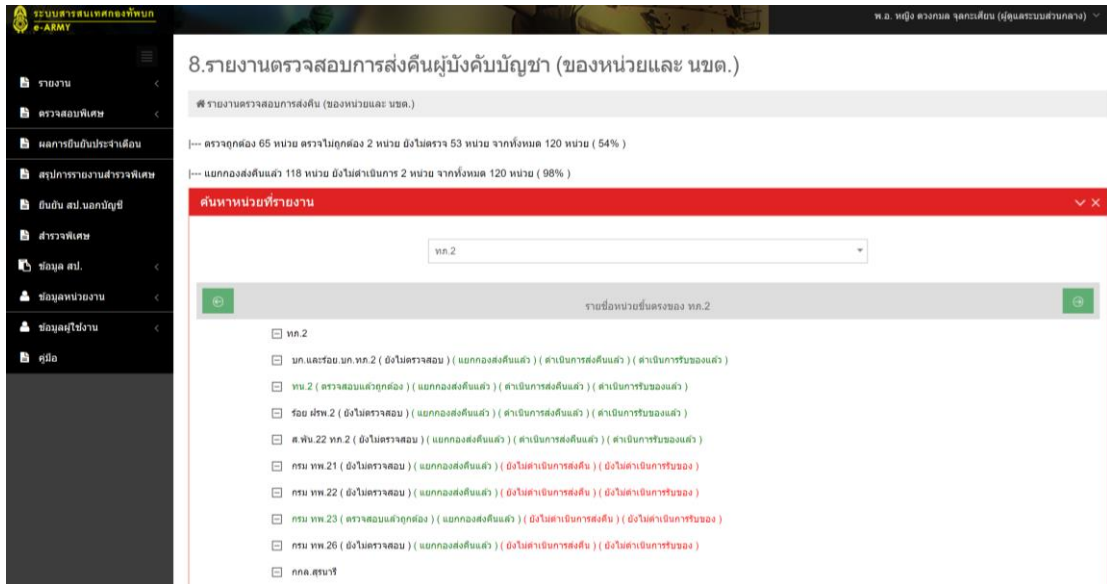 ระบบสารสนเทศกองทัพบก
e-ARMY
พ.อ. หญิง ดวงกมล จุลกะเศียน (ผู้ดูแลระบบส่วนกลาง)
รายงาน
ตรวจสอบพิเศษ
ผลการยืนยันประจำเดือน
สรุปการรายงานสำรวจพิเศษ
ยืนยัน สป.นอกบัญชี
สำรวจพิเศษ
ข้อมูล สป.
ข้อมูลหน่วยงาน
ข้อมูลผู้ใช้งาน
คู่มือ
8.รายงานตรวจสอบการส่งคืนผู้บังคับบัญชา (ของหน่วยและ นขต.)
รายงานตรวจสอบการส่งคืน (ของหน่วยและ นขต.)
|--- ตรวจถูกต้อง 65 หน่วย ตรวจไม่ถูกต้อง 2 หน่วย ยังไม่ตรวจ 53 หน่วย จากทั้งหมด 120 หน่วย ( 54% )
|--- แยกกองส่งคืนแล้ว 118 หน่วย ยังไม่ดำเนินการ 2 หน่วย จากทั้งหมด 120 หน่วย ( 98% )
ค้นหาหน่วยที่รายงาน
ทภ.2
รายชื่อหน่วยขึ้นตรงของ ทภ.2
ทภ.2
บก.และร้อย.บก.ทภ.2 ( ยังไม่ตรวจสอบ ) ( แยกกองส่งคืนแล้ว ) ( ดำเนินการส่งคืนแล้ว ) ( ดำเนินการรับของแล้ว )
ทน.2 ( ตรวจสอบแล้วถูกต้อง ) ( แยกกองส่งคืนแล้ว ) ( ดำเนินการส่งคืนแล้ว ) ( ดำเนินการรับของแล้ว )
ร้อย ฝรพ.2 ( ยังไม่ตรวจสอบ ) ( แยกกองส่งคืนแล้ว ) ( ดำเนินการส่งคืนแล้ว ) ( ดำเนินการรับของแล้ว )
ส.พัน.22 ทภ.2 ( ยังไม่ตรวจสอบ ) ( แยกกองส่งคืนแล้ว ) ( ดำเนินการส่งคืนแล้ว ) ( ดำเนินการรับของแล้ว )
กรม ทพ.21 ( ยังไม่ตรวจสอบ ) ( แยกกองส่งคืนแล้ว ) ( ยังไม่ดำเนินการส่งคืน ) ( ยังไม่ดำเนินการรับของ )
กรม ทพ.22 ( ยังไม่ตรวจสอบ ) ( แยกกองส่งคืนแล้ว ) ( ยังไม่ดำเนินการส่งคืน ) ( ยังไม่ดำเนินการรับของ )
กรม ทพ.23 ( ตรวจสอบแล้วถูกต้อง ) ( แยกกองส่งคืนแล้ว ) ( ยังไม่ดำเนินการส่งคืน ) ( ยังไม่ดำเนินการรับของ )
กรม ทพ.26 ( ยังไม่ตรวจสอบ ) ( แยกกองส่งคืนแล้ว ) ( ยังไม่ดำเนินการส่งคืน ) ( ยังไม่ดำเนินการรับของ )
กกล.สุรนารี